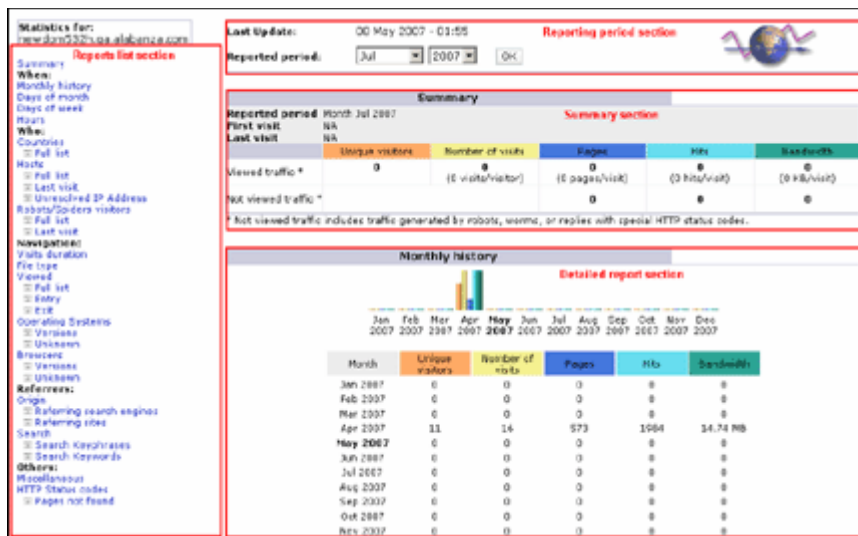 Statistics for:
Reports list section
Summary
When:
Monthly history
Days of month
Days of week
Hours
Who:
Countries
Full list
Hosts
Full list
Last visit
Unresolved IP Address
Robots/Spiders visitors
Full list
Last visit
Navigation:
Visits duration
File type
Viewed
Full list
Entry
Exit
Operating Systems
Versions
Unknown
Browsers
Versions
Unknown
Referrers:
Origin
Referring search engines
Referring sites
Search
Search Keyphrases
Search Keywords
Others:
Miscellaneous
HTTP Status codes
Pages not found
Last Update: May 2007 - 01:55 Reporting period section
Reported period: Jul 2007 OK
Summary
Reported period Month Jul 2007 Summary section
First visit NA
Last visit NA
Unique visitors Number of visits Pages Hits Bandwidth
Viewed traffic * 0 0 0 0 0
(0 visits/visitor) (0 pages/visit) (0 hits/visit) (0 KB/visit)
Not viewed traffic * 0 0 0
* Not viewed traffic includes traffic generated by robots, worms, or replies with special HTTP status codes.
Monthly history
Detailed report section
Jan Feb Mar Apr May Jun Jul Aug Sep Oct Nov Dec
2007 2007 2007 2007 2007 2007 2007 2007 2007 2007 2007 2007
Month Unique visitors Number of visits Pages Hits Bandwidth
Jan 2007 0 0 0 0 0
Feb 2007 0 0 0 0 0
Mar 2007 0 0 0 0 0
Apr 2007 11 16 573 1984 14.74 MB
May 2007 0 0 0 0 0
Jun 2007 0 0 0 0 0
Jul 2007 0 0 0 0 0
Aug 2007 0 0 0 0 0
Sep 2007 0 0 0 0 0
Oct 2007 0 0 0 0 0
Nov 2007 0 0 0 0 0